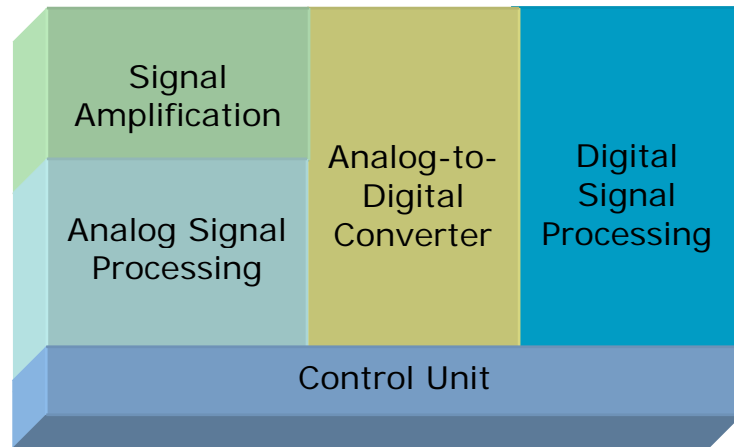 Signal
Amplification
Analog Signal
Processing
Analog-to-
Digital
Converter
Digital
Signal
Processing
Control Unit